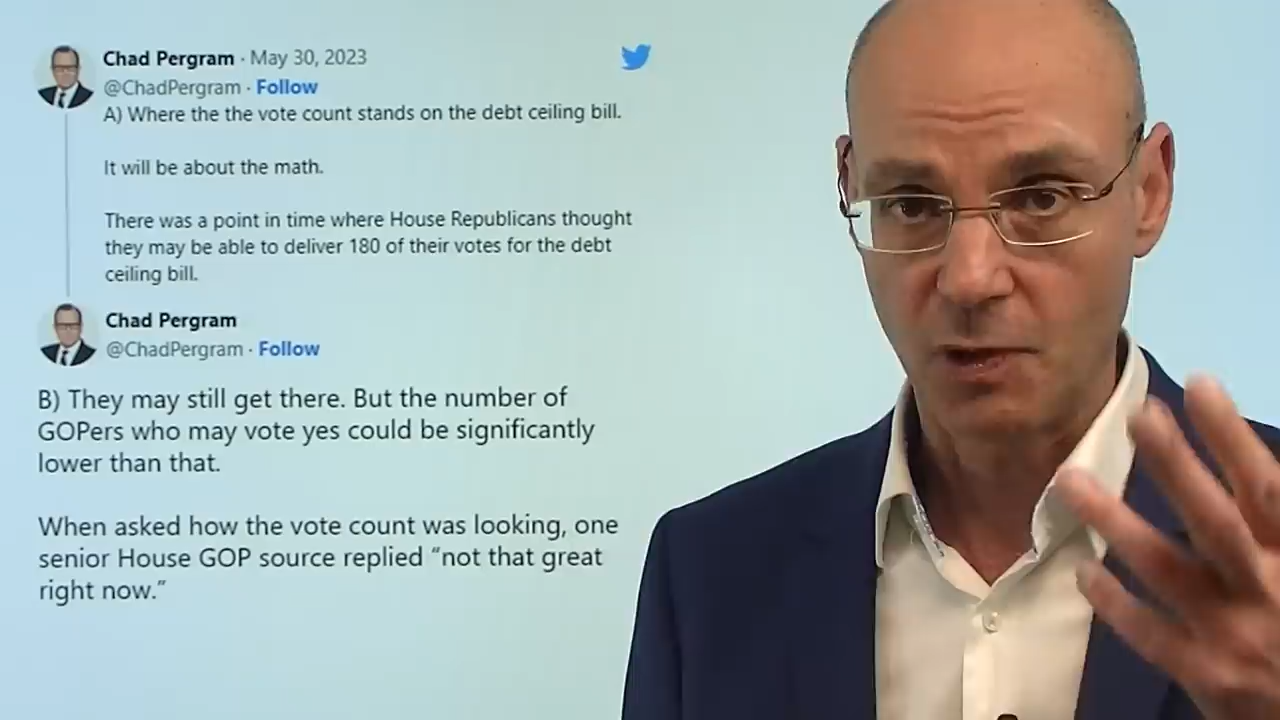 Chad Pergram · May 30, 2023
@ChadPergram · Follow
A) Where the the vote count stands on the debt ceiling bill.
It will be about the math.
There was a point in time where House Republicans thought
they may be able to deliver 180 of their votes for the debt
ceiling bill.
Chad Pergram
@ChadPergram · Follow
B) They may still get there. But the number of
GOPers who may vote yes could be significantly
lower than that.
When asked how the vote count was looking, one
senior House GOP source replied “not that great
right now.”